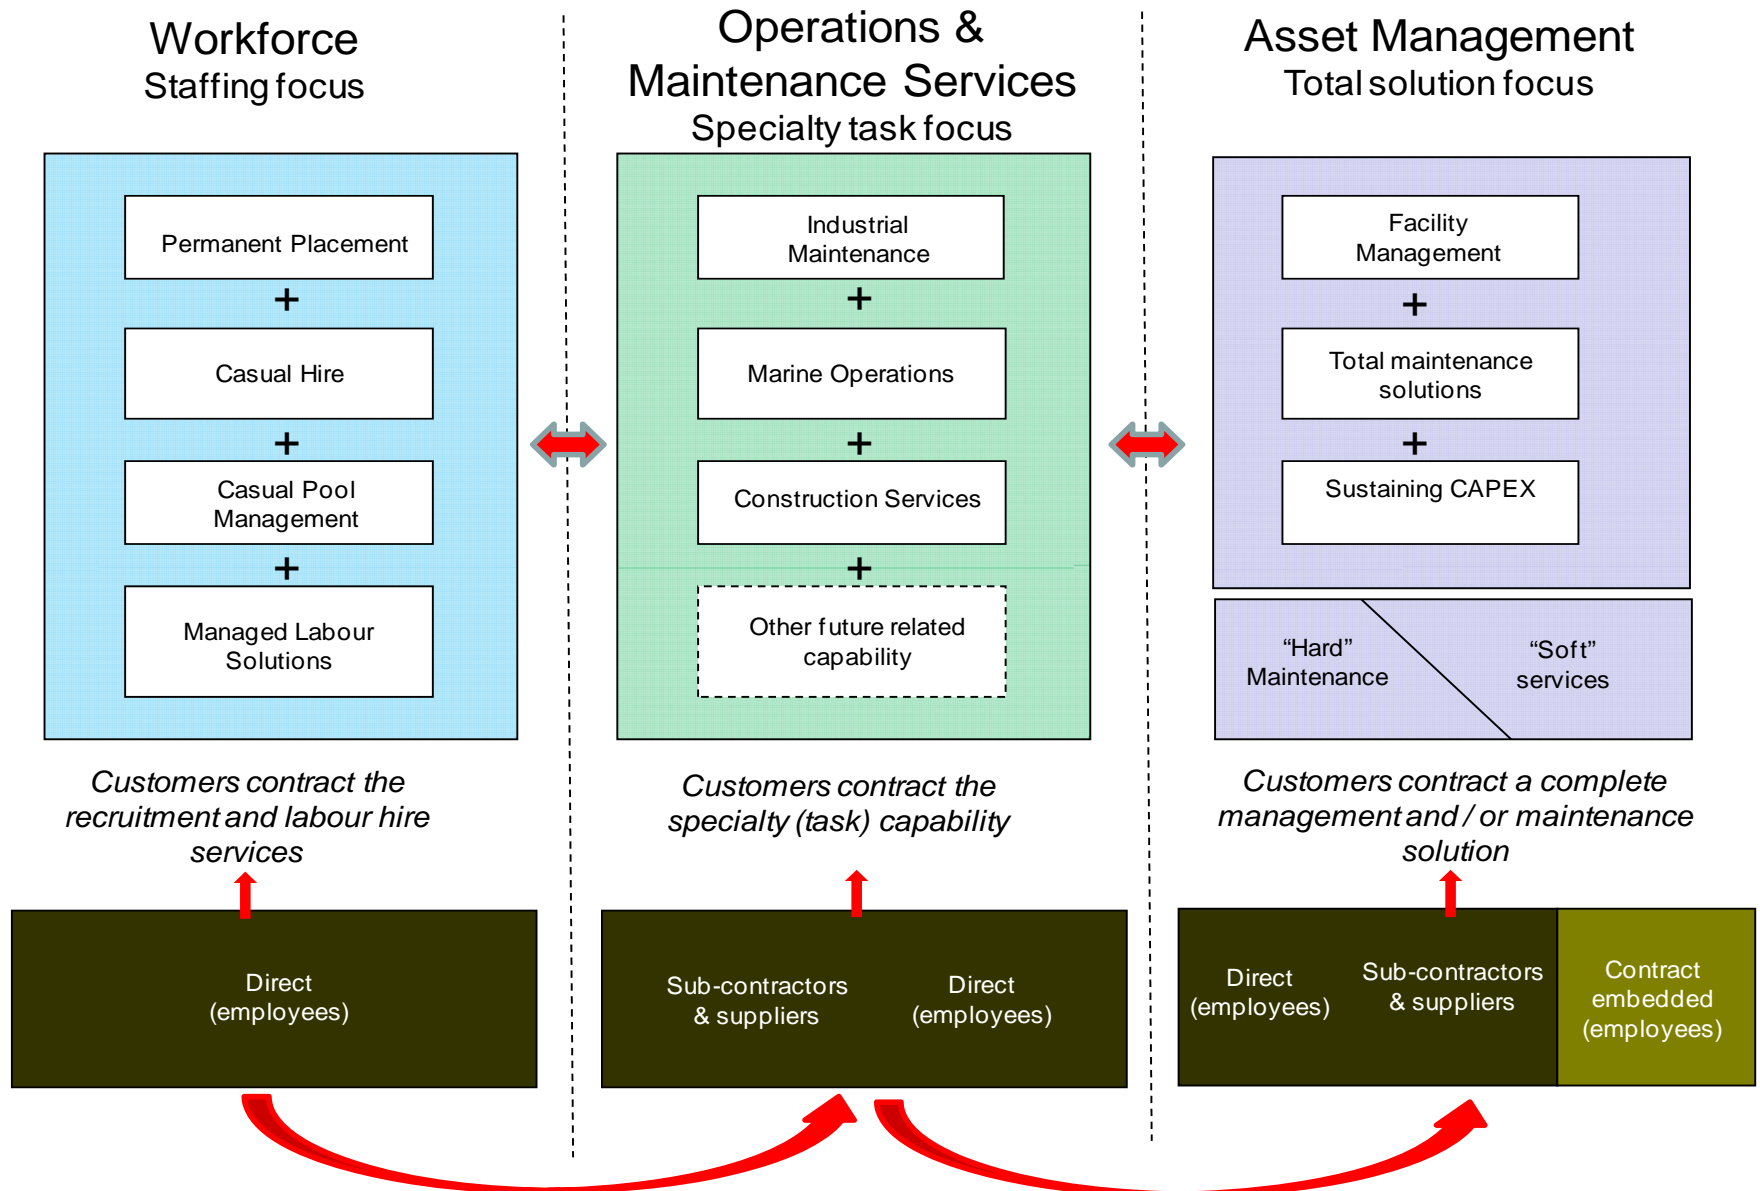 Workforce
Staffing focus
Permanent Placement
+
Casual Hire
+
Casual Pool
Management
+
Managed Labour
Solutions
Customers contract the
recruitment and labour hire
services
Direct
(employees)
Operations &
Maintenance Services
Specialty task focus
Industrial
Maintenance
+
Marine Operations
+
Construction Services
+
Other future related
capability
Customers contract the
specialty (task) capability
Sub-contractors
& suppliers
Direct
(employees)
Asset Management
Total solution focus
Facility
Management
+
Total maintenance
solutions
+
Sustaining CAPEX
“Hard”
Maintenance
“Soft”
services
Customers contract a complete
management and / or maintenance
solution
Direct
(employees)
Sub-contractors
& suppliers
Contract
embedded
(employees)